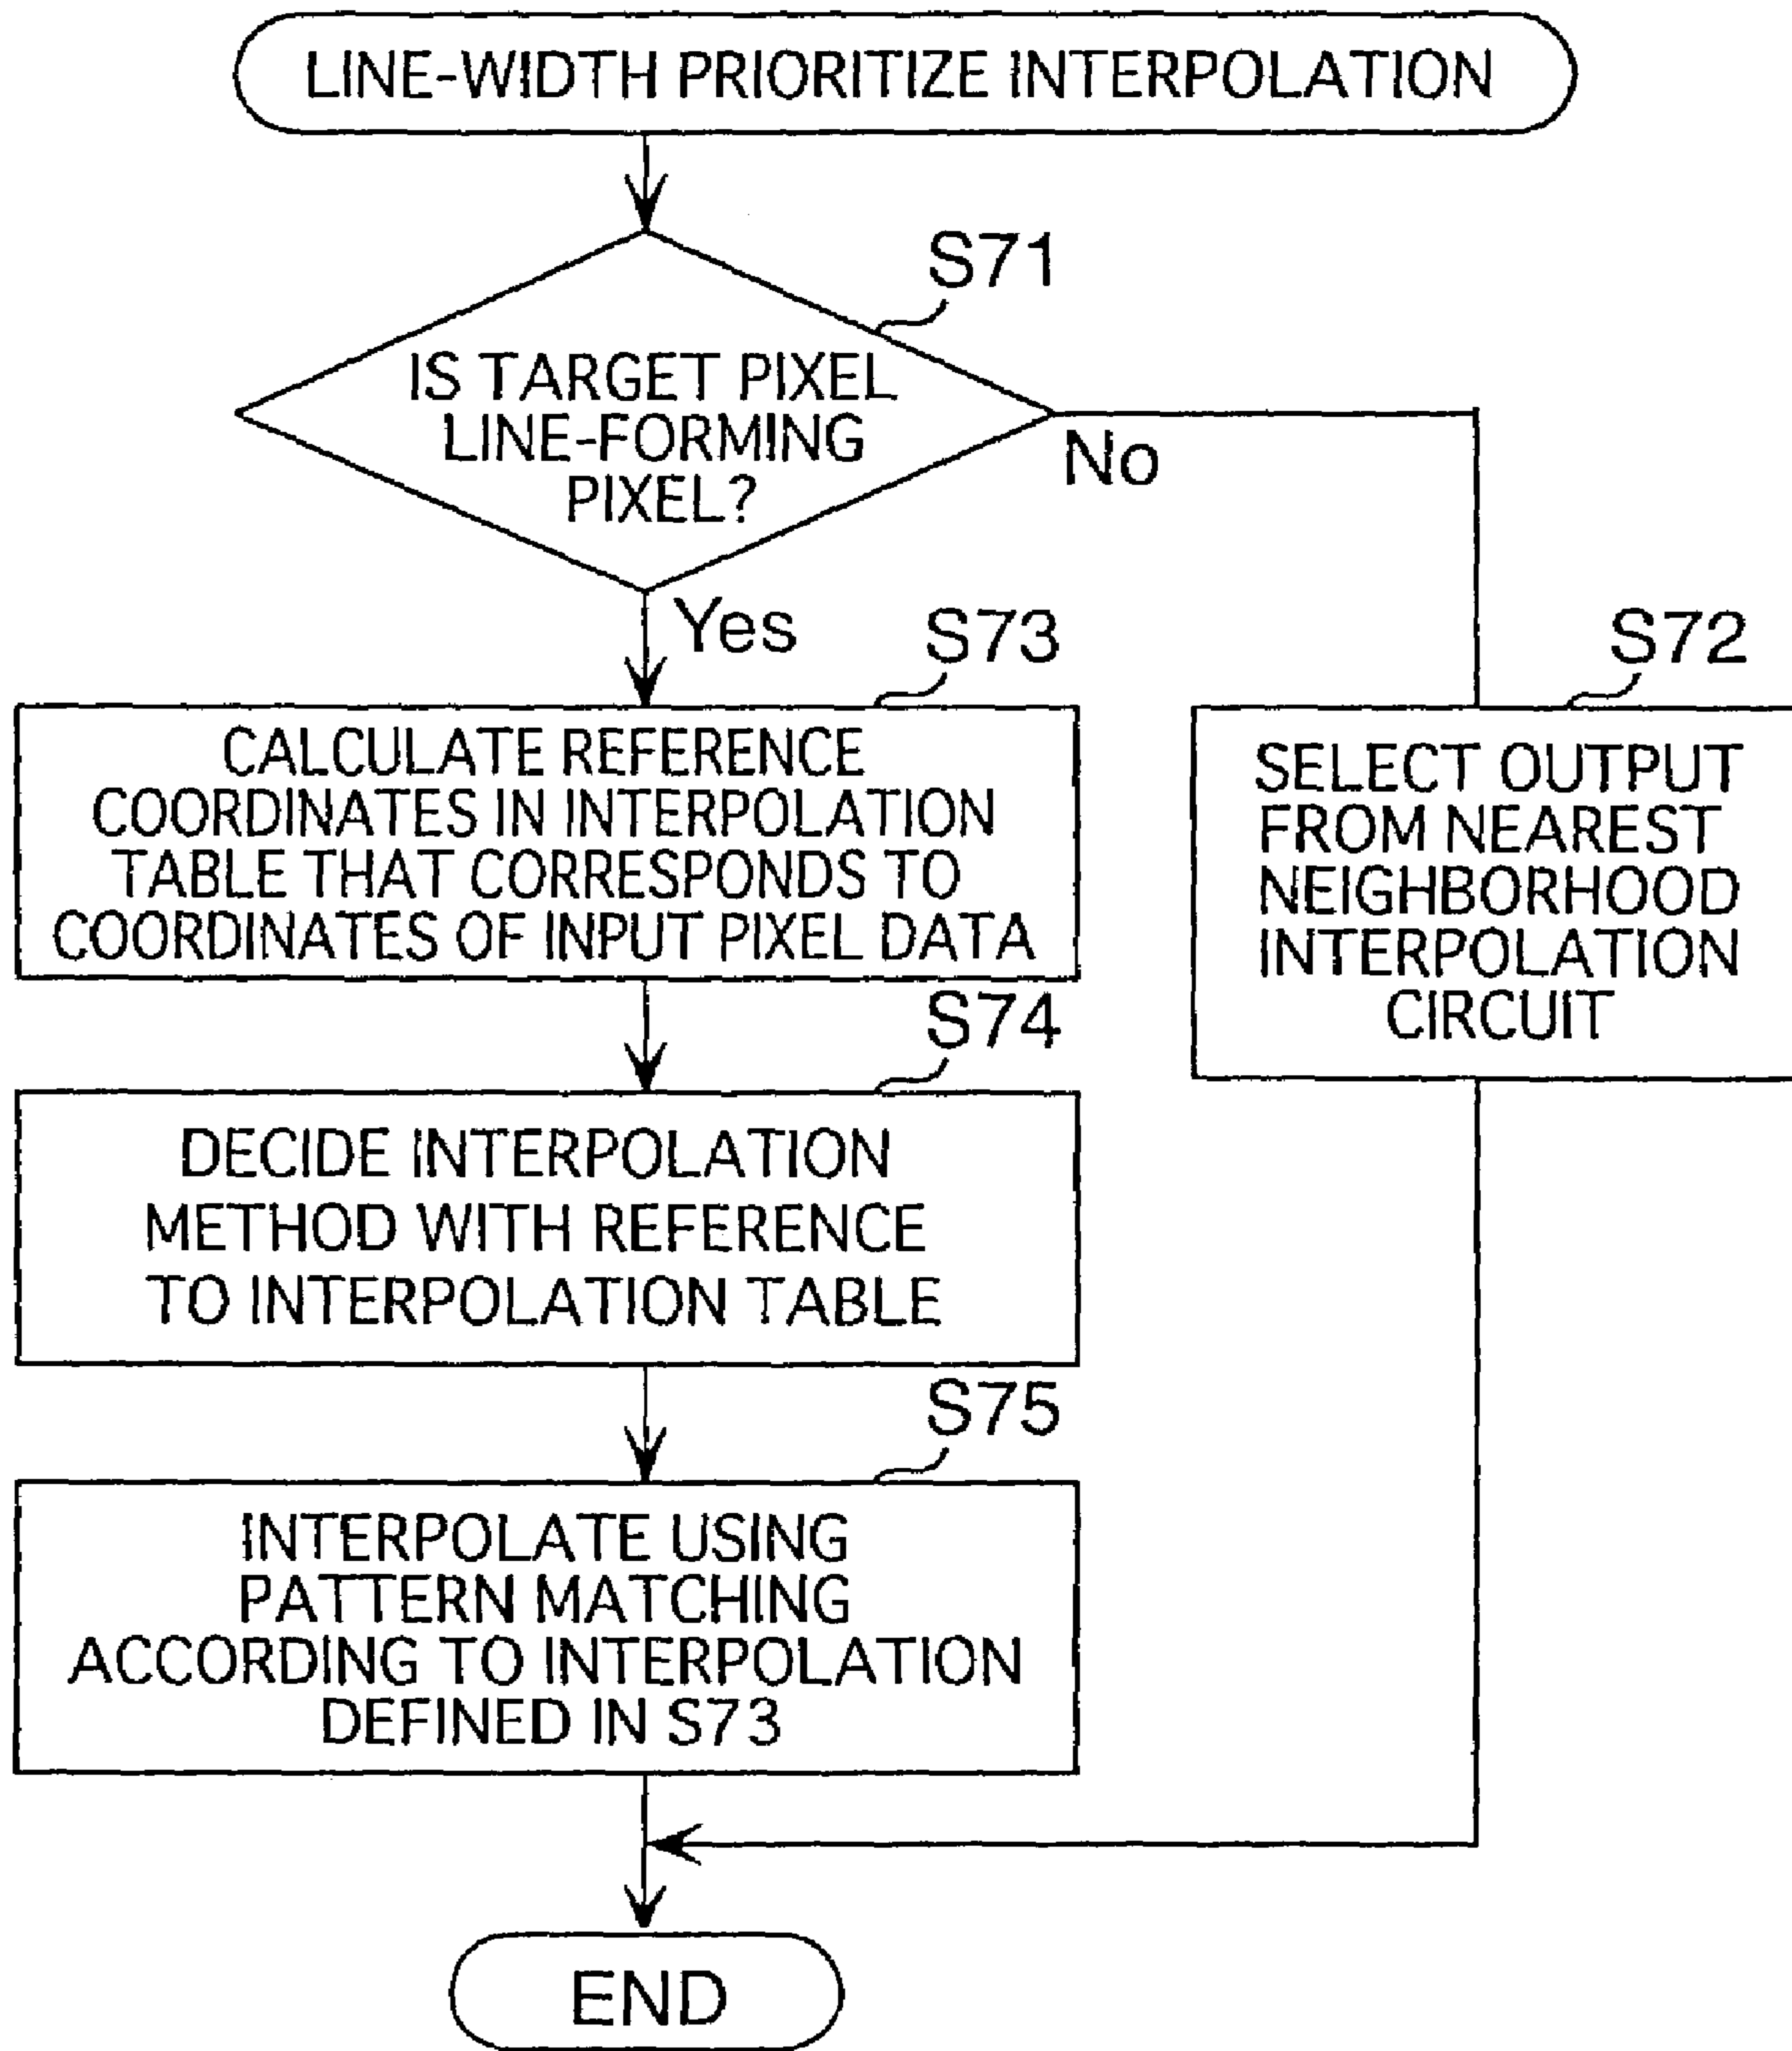 LINE-WIDTH PRIORITIZE INTERPOLATION
S71
IS TARGET PIXEL
LINE-FORMING
PIXEL?
No
Yes
S73
CALCULATE REFERENCE
COORDINATES IN INTERPOLATION
TABLE THAT CORRESPONDS TO
COORDINATES OF INPUT PIXEL DATA
S72
SELECT OUTPUT
FROM NEAREST
NEIGHBORHOOD
INTERPOLATION
CIRCUIT
S74
DECIDE INTERPOLATION
METHOD WITH REFERENCE
TO INTERPOLATION TABLE
S75
INTERPOLATE USING
PATTERN MATCHING
ACCORDING TO INTERPOLATION
DEFINED IN S73
END